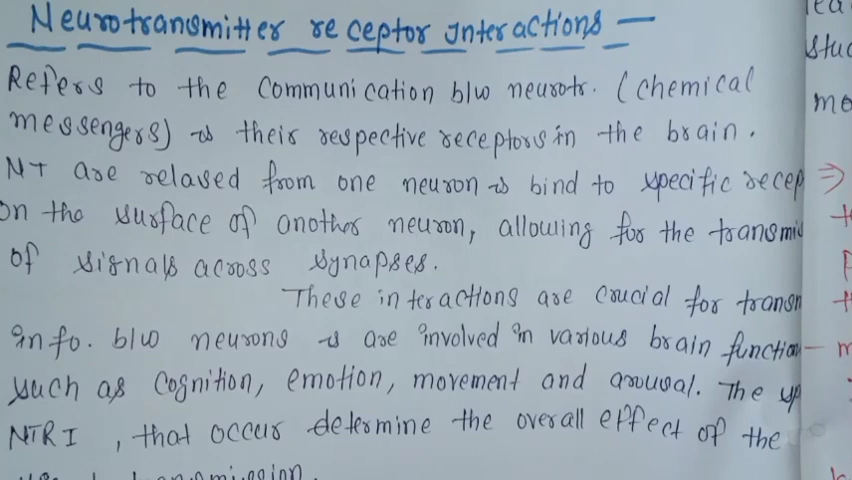 Neurotransmitter receptor Interactions —
Refers to the communication b/w neurotr. (chemical
messengers) & their respective receptors in the brain.
NT are relased from one neuron & bind to specific recep
on the surface of another neuron, allowing for the transmi
of signals across synapses.
These interactions are crucial for transm
info. b/w neurons & are involved in various brain function
such as cognition, emotion, movement and arousal. The sp
NTRI, that occur determine the overall effect of the
stuc
mo
⇒